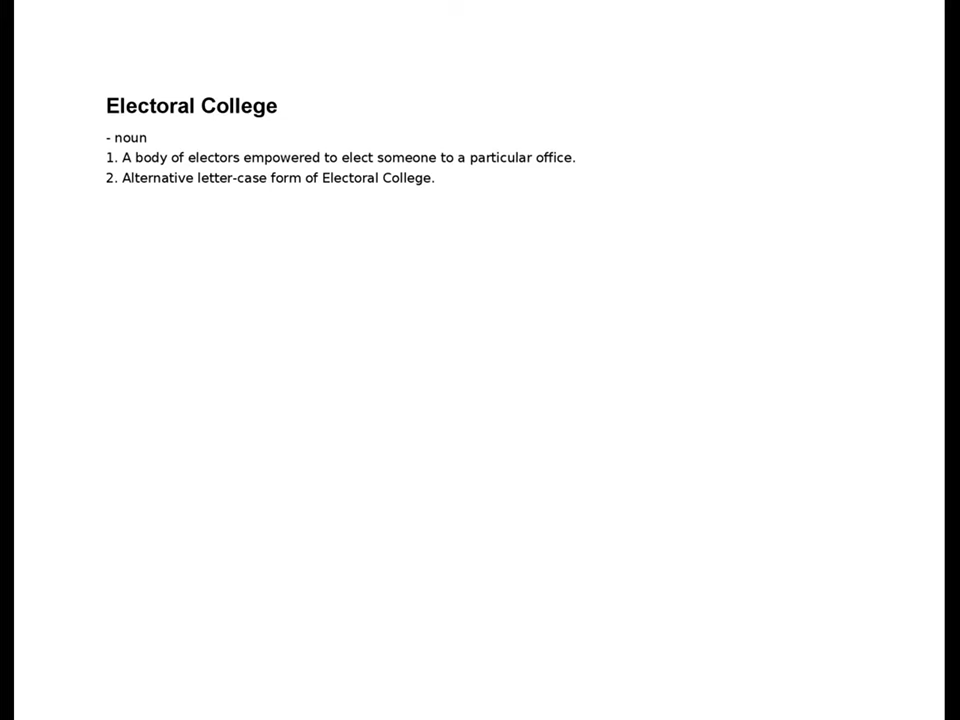 Electoral College
- noun
1. A body of electors empowered to elect someone to a particular office.
2. Alternative letter-case form of Electoral College.